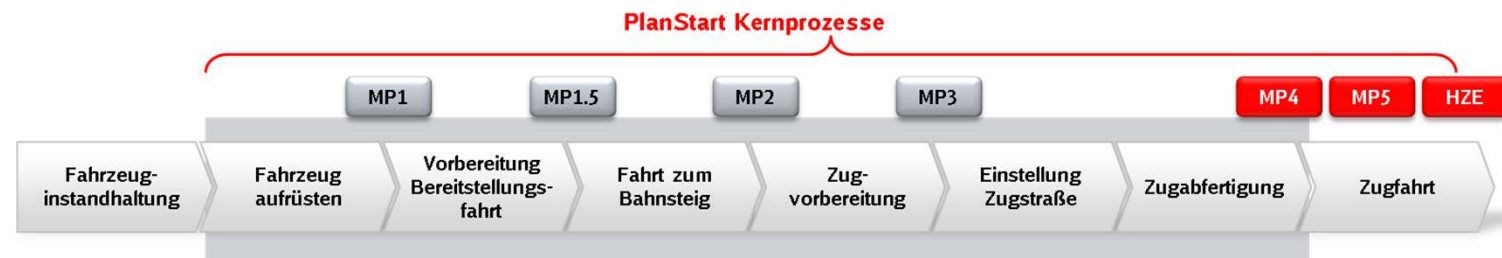 PlanStart Kernprozesse
MP1 MP1.5 MP2 MP3 MP4 MP5 HZE
Fahrzeug-
instandhaltung
Fahrzeug
aufrüsten
Vorbereitung
Bereitstellungs-
fahrt
Fahrt zum
Bahnsteig
Zug-
vorbereitung
Einstellung
Zugstraße
Zugabfertigung
Zugfahrt